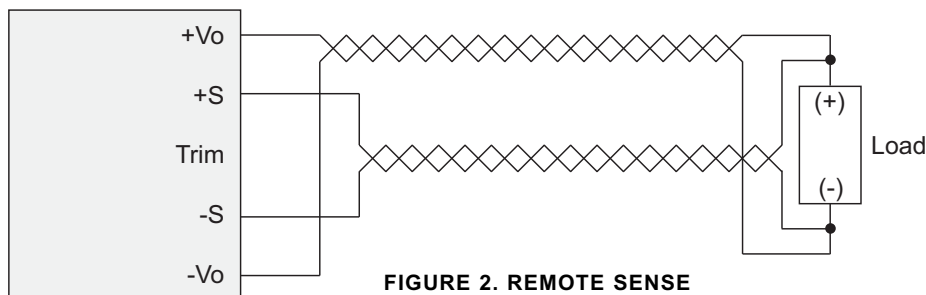 +Vo
+S
Trim
-S
-Vo
(+)
Load
(-)
FIGURE 2. REMOTE SENSE